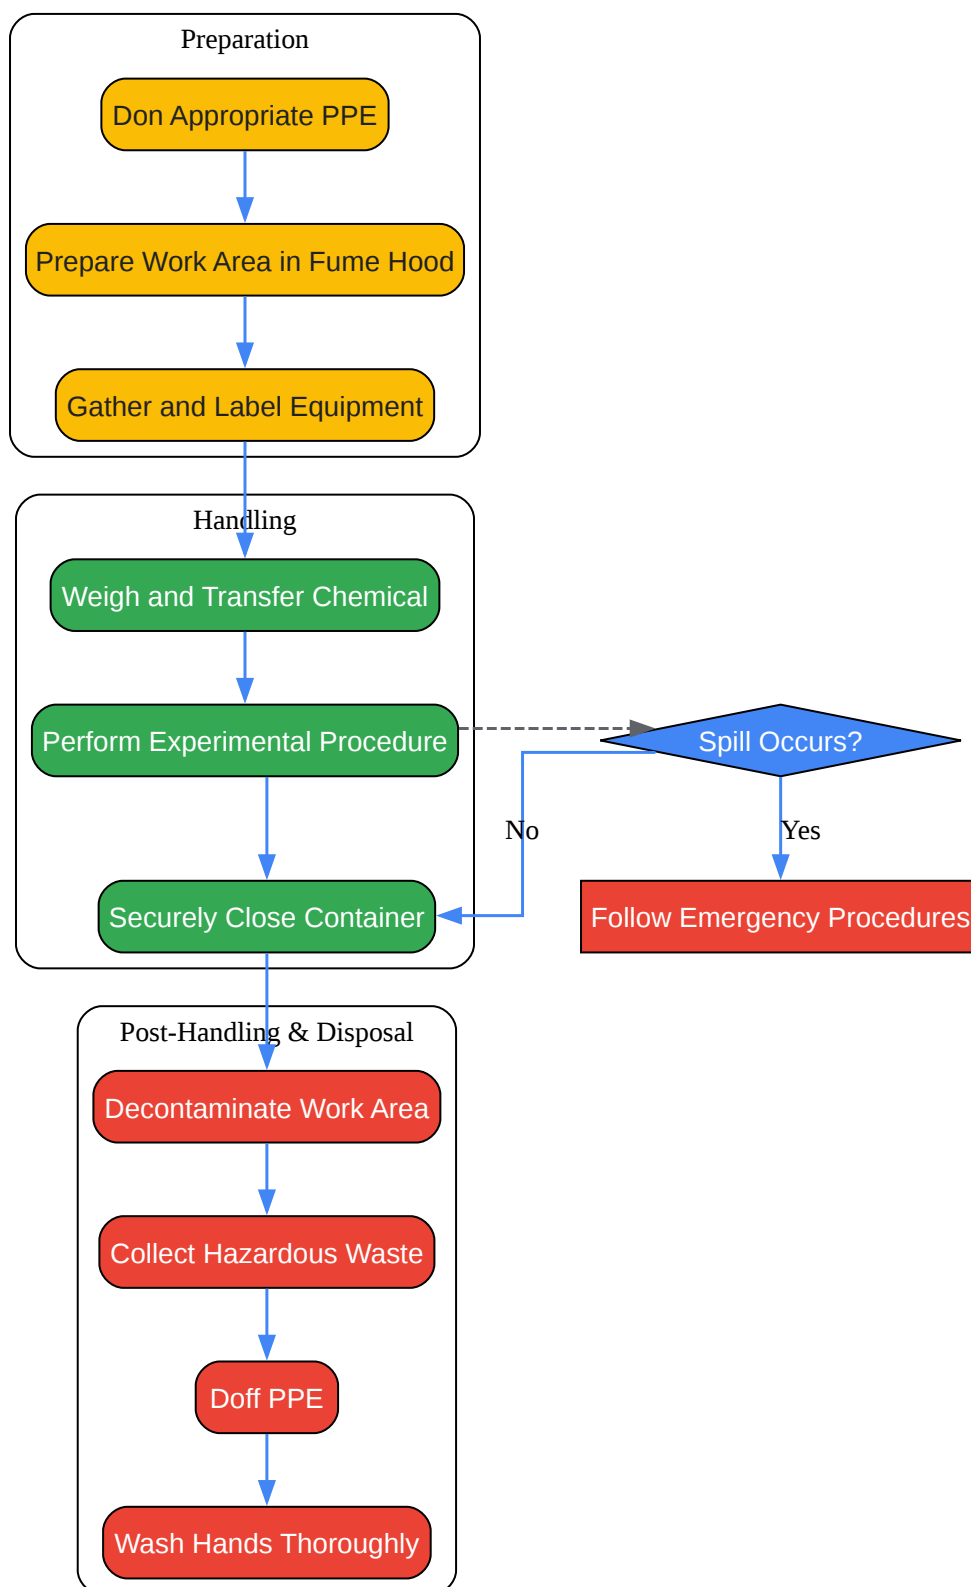 Preparation
Don Appropriate PPE
Prepare Work Area in Fume Hood
Gather and Label Equipment
Handling
Weigh and Transfer Chemical
Perform Experimental Procedure
Spill Occurs?
No
Yes
Securely Close Container
Follow Emergency Procedures
Post-Handling & Disposal
Decontaminate Work Area
Collect Hazardous Waste
Doff PPE
Wash Hands Thoroughly